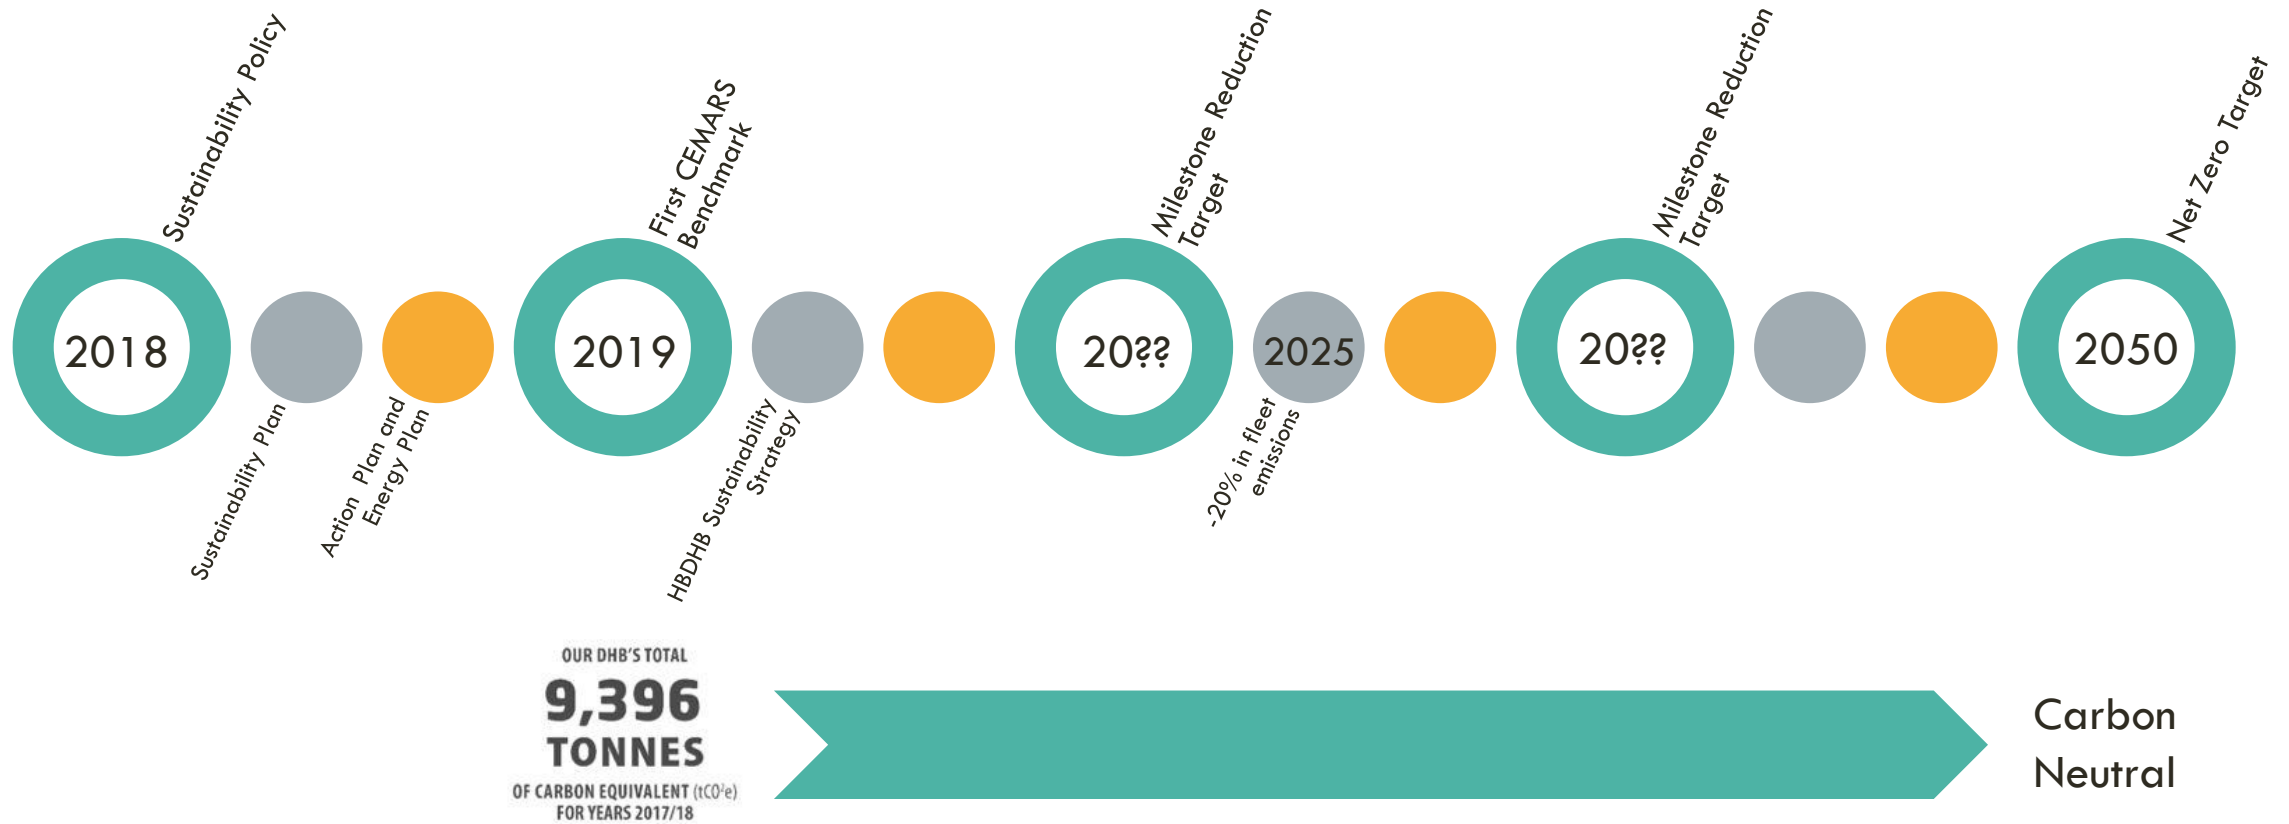 Sustainability Policy
First CEMARS
Benchmark
Milestone Reduction
Target
Milestone Reduction
Target
Net Zero Target
2018
2019
20??
2025
20??
2050
Sustainability Plan
Action Plan and
Energy Plan
HBDHB Sustainability
Strategy
-20% in fleet
emissions
OUR DHB'S TOTAL
9,396
TONNES
OF CARBON EQUIVALENT (tCO²e)
FOR YEARS 2017/18
Carbon
Neutral